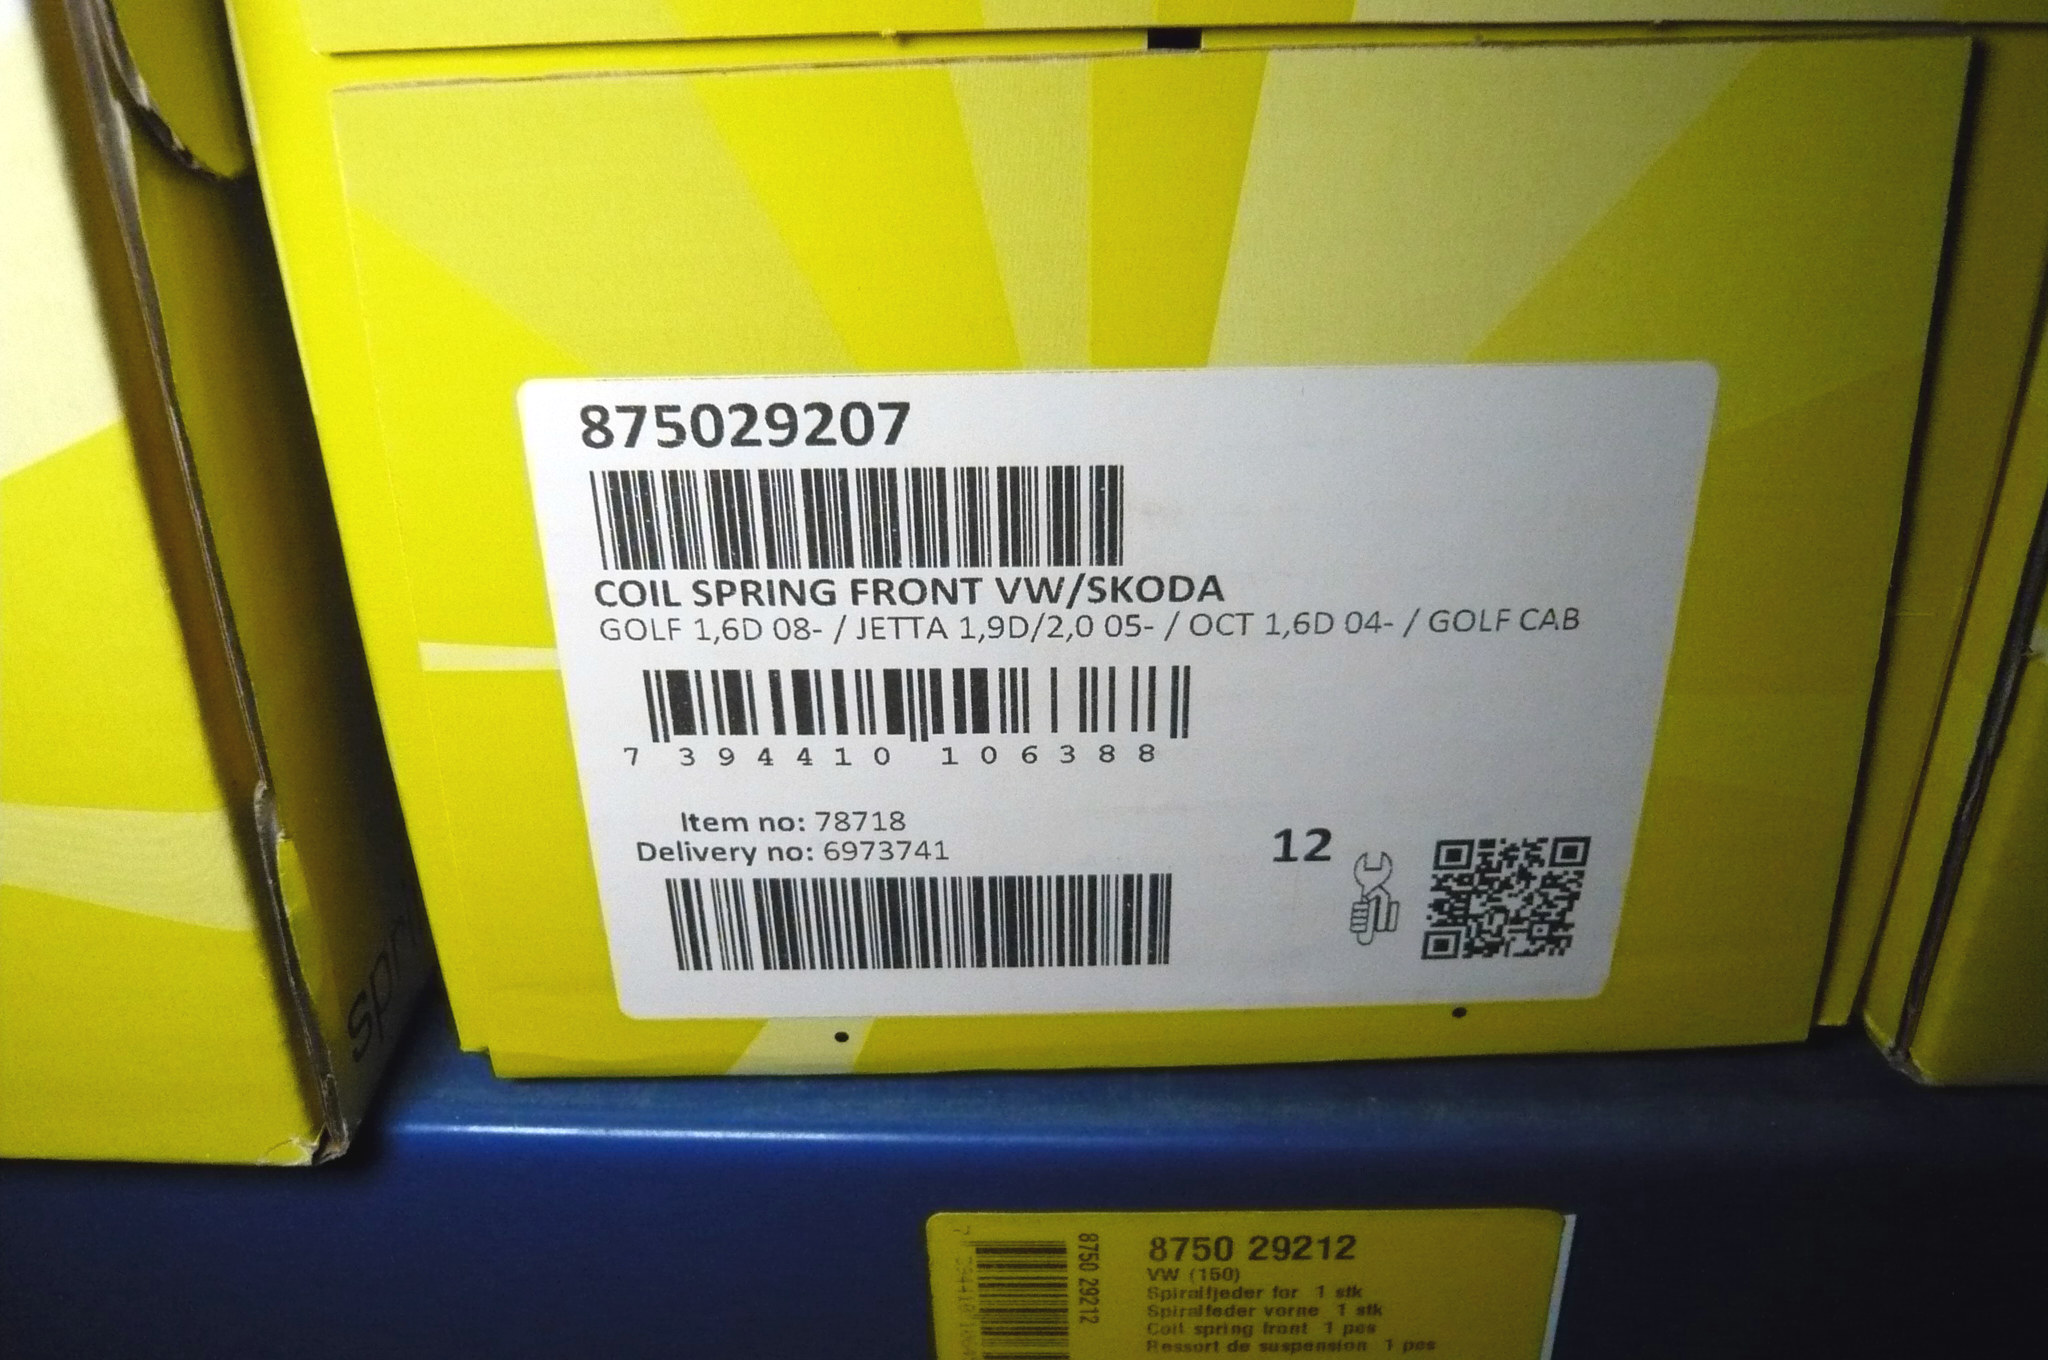 875029207
COIL SPRING FRONT VW/SKODA
GOLF 1,6D 08- / JETTA 1,9D/2,0 05- / OCT 1,6D 04- / GOLF CAB
7 394410 106388
Item no: 78718
Delivery no: 6973741
12
spri
8750 29212
8750 29212
VW (150)
Spiralfjeder for 1 stk
Spiralfeder vorne 1 stk
Coil spring front 1 pcs
Ressort de suspension 1 pcs